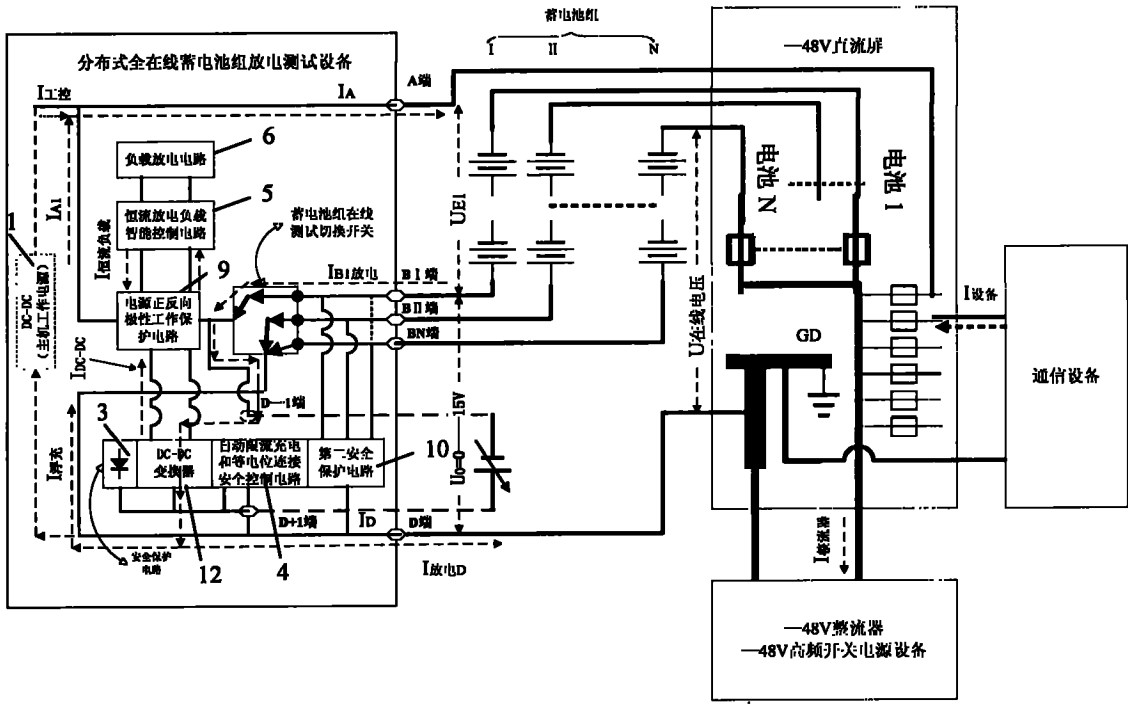 蓄电池组
I II N
—48V直流屏
分布式全在线蓄电池组放电测试设备
I工控
IA
A端
6
负载放电电路
5
恒流放电负载
智能控制电路
IA1
I恒流负载
蓄电池组在线
测试切换开关
UE1
电池 N
电池 1
1
DC-DC
(主机工作电源)
9
电源正反向
极性工作保
护电路
IB1放电
BⅠ端
BⅡ端
BN端
U在线电压
I设备
GD
通信设备
IDC-DC
D—1端
I浮充
3
DC-DC
变换器
自动限流充电
和等电位连接
安全控制电路
第二安全
保护电路
10
D+1端
ID
D端
安全保护
电路
12
4
I放电D
I整流器
—48V整流器
—48V高频开关电源设备